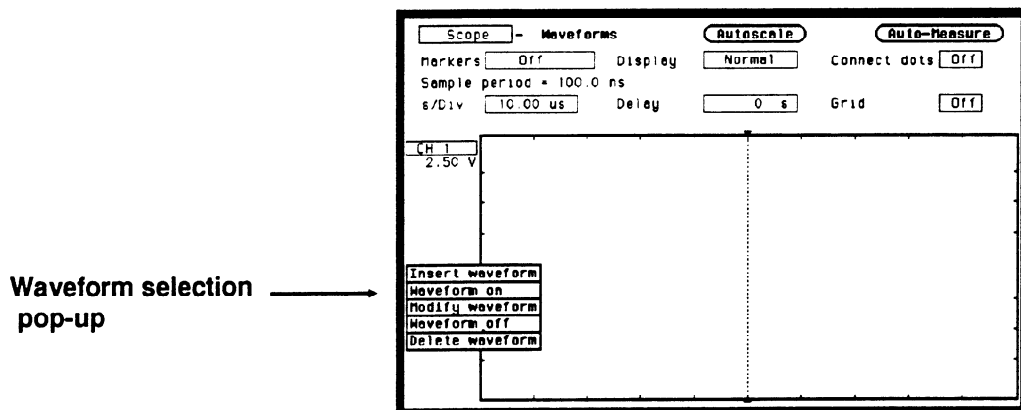 Scope - Waveforms Autoscale Auto-Measure
Markers Off Display Normal Connect dots Off
Sample period = 100.0 ns
s/Div 10.00 us Delay 0 s Grid Off
CH 1
2.50 V
Insert waveform
Waveform on
Modify waveform
Waveform off
Delete waveform
Waveform selection
pop-up